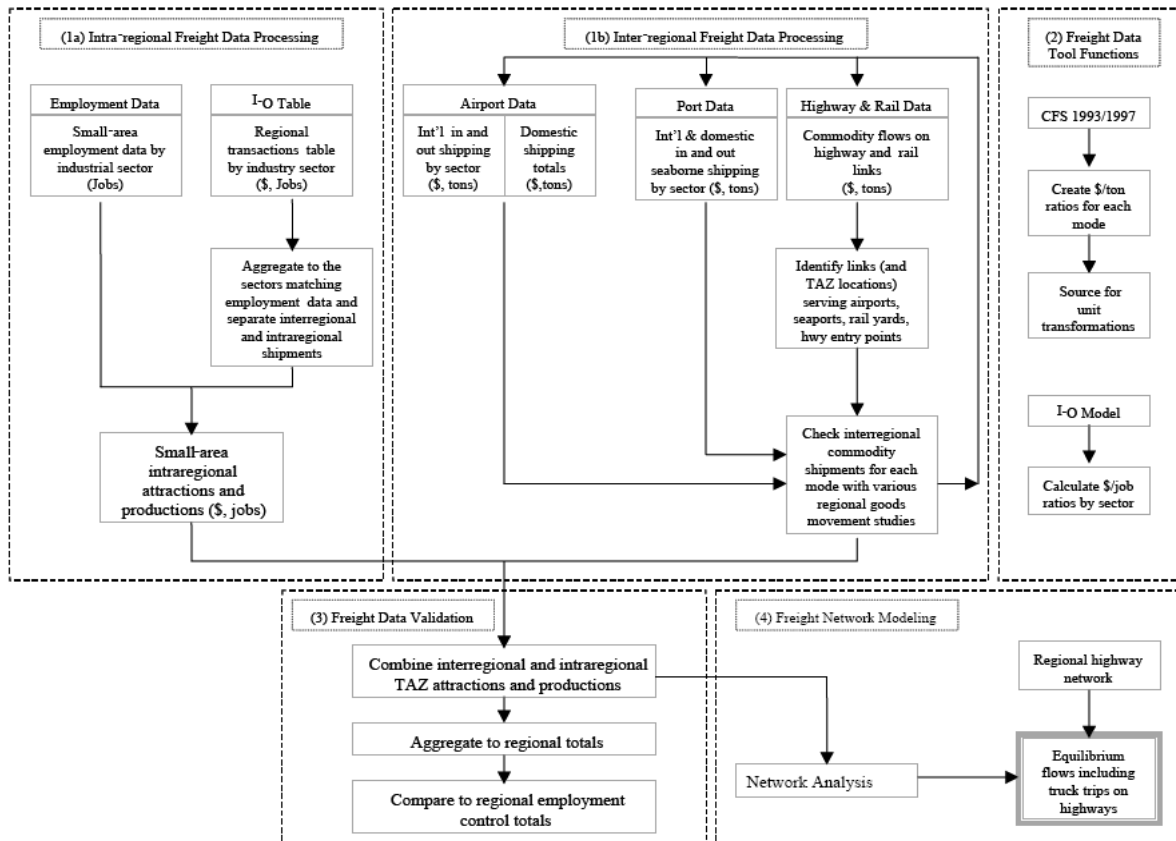 (1a) Intra-regional Freight Data Processing
Employment Data
Small-area
employment data by
industrial sector
(Jobs)
I-O Table
Regional
transactions table
by industry sector
($, Jobs)
Aggregate to the
sectors matching
employment data and
separate interregional
and intraregional
shipments
Small-area
intraregional
attractions and
productions ($, jobs)
(1b) Inter-regional Freight Data Processing
Airport Data
Int'l in and
out shipping by
sector
($, tons)
Domestic
shipping
totals
($,tons)
Port Data
Int'l & domestic
in and out
seaborne shipping
by sector ($, tons)
Highway & Rail Data
Commodity flows on
highway and rail
links
($, tons)
Identify links (and
TAZ locations)
serving airports,
seaports, rail yards,
hwy entry points
Check interregional
commodity
shipments for each
mode with various
regional goods
movement studies
(2) Freight Data
Tool Functions
CFS 1993/1997
Create $/ton
ratios for each
mode
Source for
unit
transformations
I-O Model
Calculate $/job
ratios by sector
(3) Freight Data Validation
Combine interregional and intraregional
TAZ attractions and productions
Aggregate to regional totals
Compare to regional employment
control totals
(4) Freight Network Modeling
Regional highway
network
Network Analysis
Equilibrium
flows including
truck trips on
highways